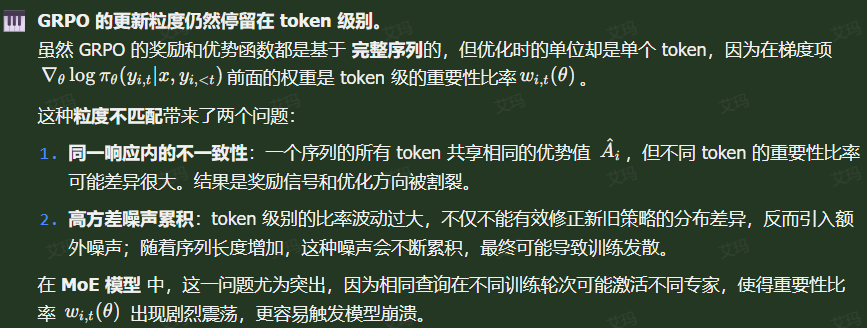 GRPO 的更新粒度仍然停留在 token 级别。
虽然 GRPO 的奖励和优势函数都是基于 完整序列的，但优化时的单位却是单个 token，因为在梯度项
∇θ log πθ(yi,t|x, yi,<t) 前面的权重是 token 级的重要性比率 wi,t(θ) 。
这种粒度不匹配带来了两个问题：
1. 同一响应内的不一致性：一个序列的所有 token 共享相同的优势值 Âi ，但不同 token 的重要性比率
可能差异很大。结果是奖励信号和优化方向被割裂。
2. 高方差噪声累积：token 级别的比率波动过大，不仅不能有效修正新旧策略的分布差异，反而引入额
外噪声；随着序列长度增加，这种噪声会不断累积，最终可能导致训练发散。
在 MoE 模型 中，这一问题尤为突出，因为相同查询在不同训练轮次可能激活不同专家，使得重要性比
率 wi,t(θ) 出现剧烈震荡，更容易触发模型崩溃。
艾玛